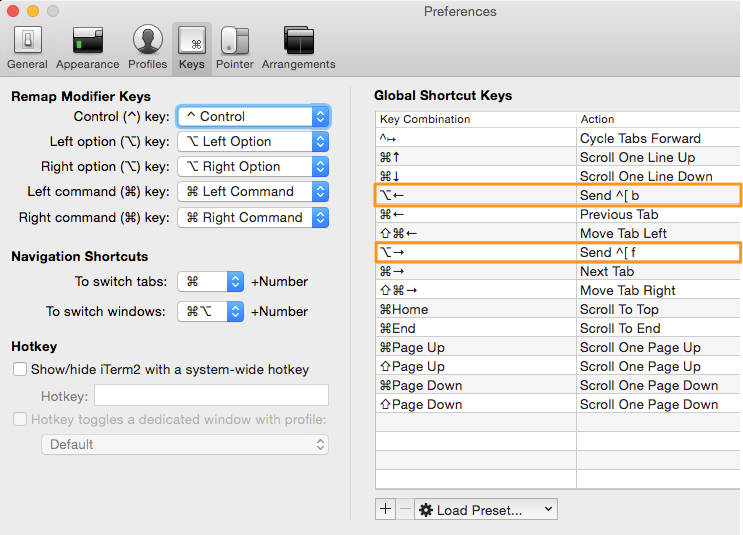 Preferences
General Appearance Profiles Keys Pointer Arrangements
Remap Modifier Keys
Control (^) key: ^ Control
Left option (⌥) key: ⌥ Left Option
Right option (⌥) key: ⌥ Right Option
Left command (⌘) key: ⌘ Left Command
Right command (⌘) key: ⌘ Right Command
Navigation Shortcuts
To switch tabs: ⌘ +Number
To switch windows: ⌘⌥ +Number
Hotkey
Show/hide iTerm2 with a system-wide hotkey
Hotkey:
Hotkey toggles a dedicated window with profile:
Default
Global Shortcut Keys
Key Combination Action
^↦ Cycle Tabs Forward
⌘↑ Scroll One Line Up
⌘↓ Scroll One Line Down
⌥← Send ^[ b
⌘← Previous Tab
⇧⌘← Move Tab Left
⌥→ Send ^[ f
⌘→ Next Tab
⇧⌘→ Move Tab Right
⌘Home Scroll To Top
⌘End Scroll To End
⌘Page Up Scroll One Page Up
⇧Page Up Scroll One Page Up
⌘Page Down Scroll One Page Down
⇧Page Down Scroll One Page Down
+ − Load Preset...